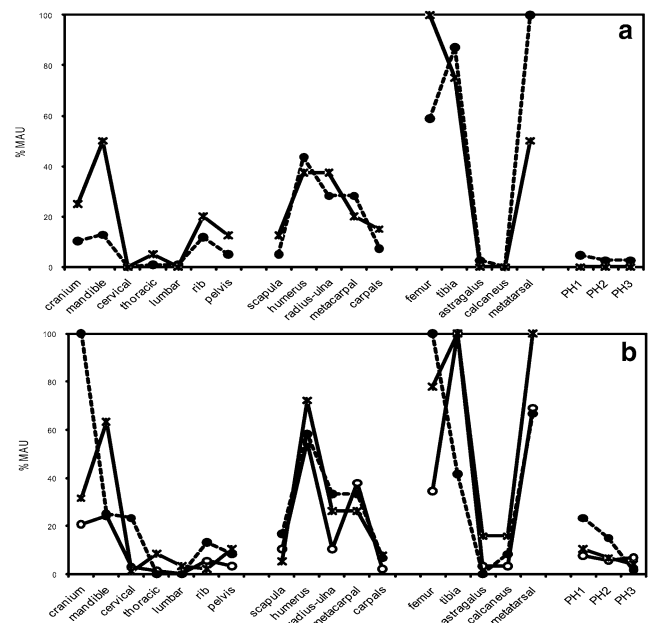 100
a
80
60
% MAU
40
20
0
cranium mandible cervical thoracic lumbar rib pelvis scapula humerus radius-ulna metacarpal carpals femur tibia astragalus calcaneus metatarsal PH1 PH2 PH3
100
b
80
60
% MAU
40
20
0
cranium mandible cervical thoracic lumbar rib pelvis scapula humerus radius-ulna metacarpal carpals femur tibia astragalus calcaneus metatarsal PH1 PH2 PH3